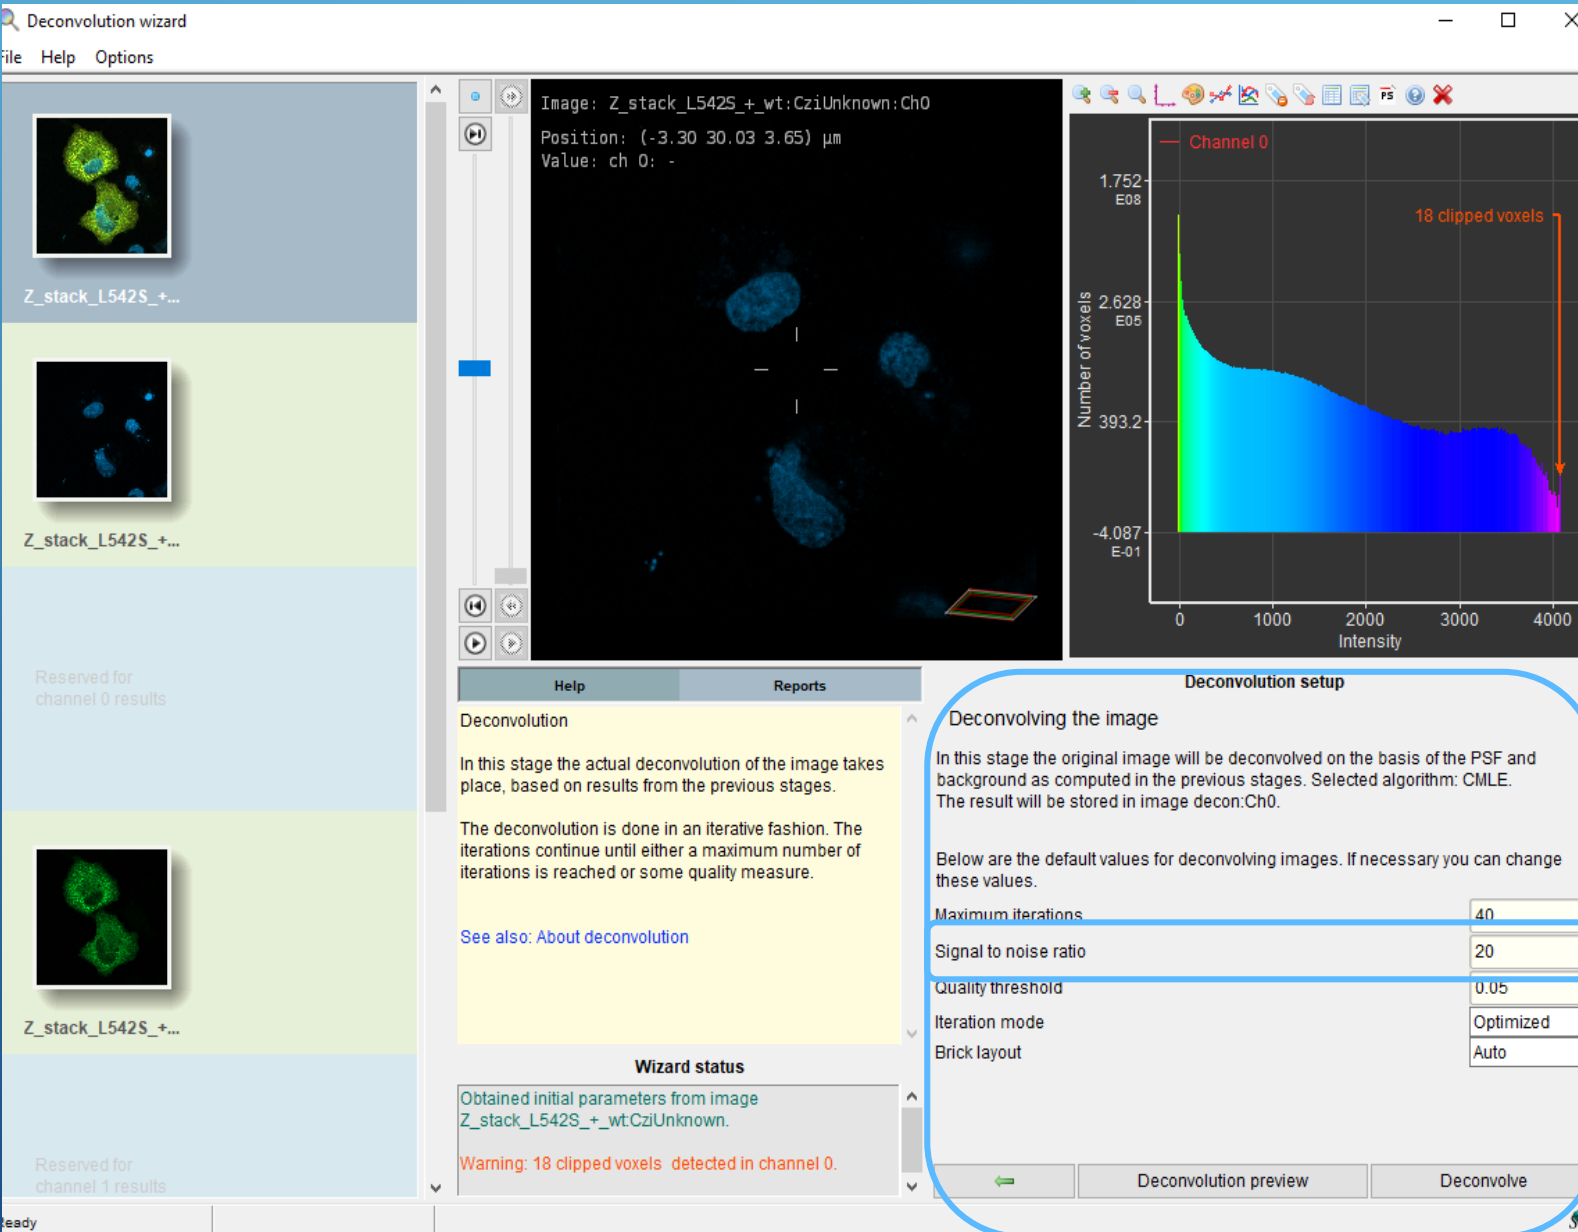 Deconvolution wizard
File Help Options
Z_stack_L542S_+...
Z_stack_L542S_+...
Reserved for
channel 0 results
Z_stack_L542S_+...
Reserved for
channel 1 results
Ready
Image: Z_stack_L542S_+_wt:CziUnknown:Ch0
Position: (-3.30 30.03 3.65) µm
Value: ch 0: -
PS
Channel 0
18 clipped voxels
Number of voxels
1.752
E08
2.628
E05
393.2
-4.087
E-01
0 1000 2000 3000 4000
Intensity
Help Reports
Deconvolution
In this stage the actual deconvolution of the image takes
place, based on results from the previous stages.
The deconvolution is done in an iterative fashion. The
iterations continue until either a maximum number of
iterations is reached or some quality measure.
See also: About deconvolution
Wizard status
Obtained initial parameters from image
Z_stack_L542S_+_wt:CziUnknown.
Warning: 18 clipped voxels detected in channel 0.
Deconvolution setup
Deconvolving the image
In this stage the original image will be deconvolved on the basis of the PSF and
background as computed in the previous stages. Selected algorithm: CMLE.
The result will be stored in image decon:Ch0.
Below are the default values for deconvolving images. If necessary you can change
these values.
Maximum iterations 40
Signal to noise ratio 20
Quality threshold 0.05
Iteration mode Optimized
Brick layout Auto
Deconvolution preview Deconvolve